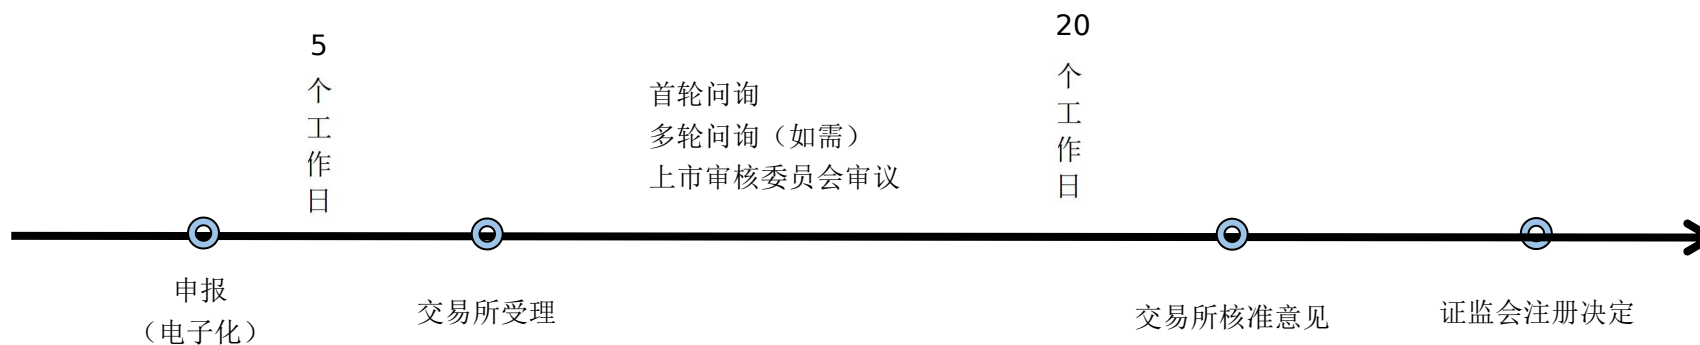 5
个
工
作
日
首轮问询
多轮问询（如需）
上市审核委员会审议
20
个
工
作
日
申报
（电子化）
交易所受理
交易所核准意见
证监会注册决定